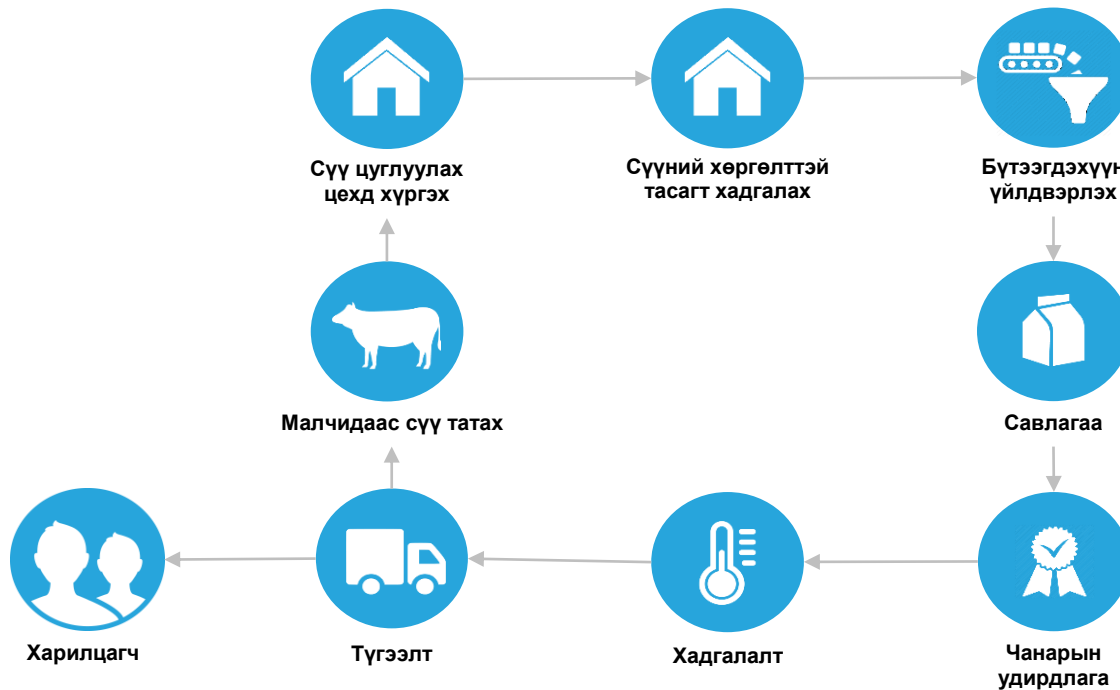 Сүү цуглуулах
цехд хүргэх
Сүүний хөргөлттэй
тасагт хадгалах
Бүтээгдэхүүн
үйлдвэрлэх
Малчидаас сүү татах
Савлагаа
Харилцагч
Түгээлт
Хадгалалт
Чанарын
удирдлага